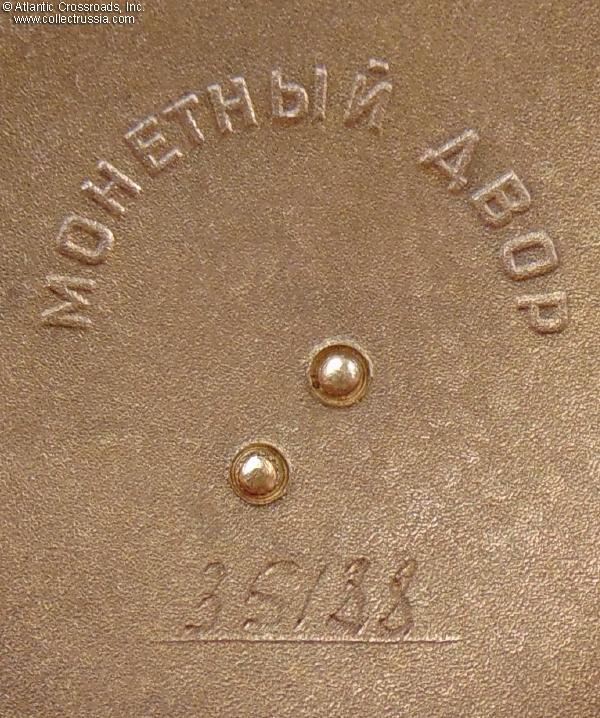 © Atlantic Crossroads, Inc.
www.collectrussia.com
МОНЕТНЫЙ ДВОР
35138